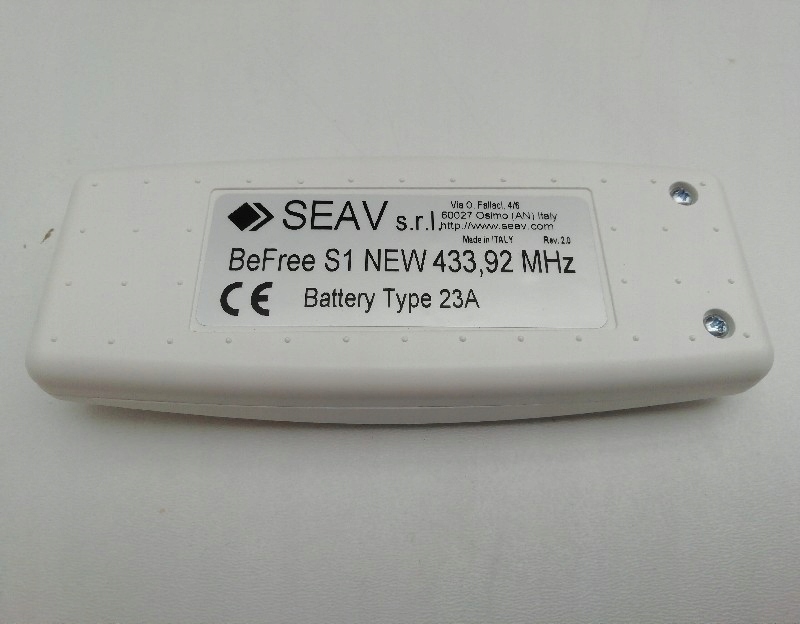 SEAV s.r.l.
Via O. Fallaci, 4/6
60027 Osimo (AN) Italy
http://www.seav.com
Made in ITALY Rev. 2.0
BeFree S1 NEW 433,92 MHz
CE Battery Type 23A